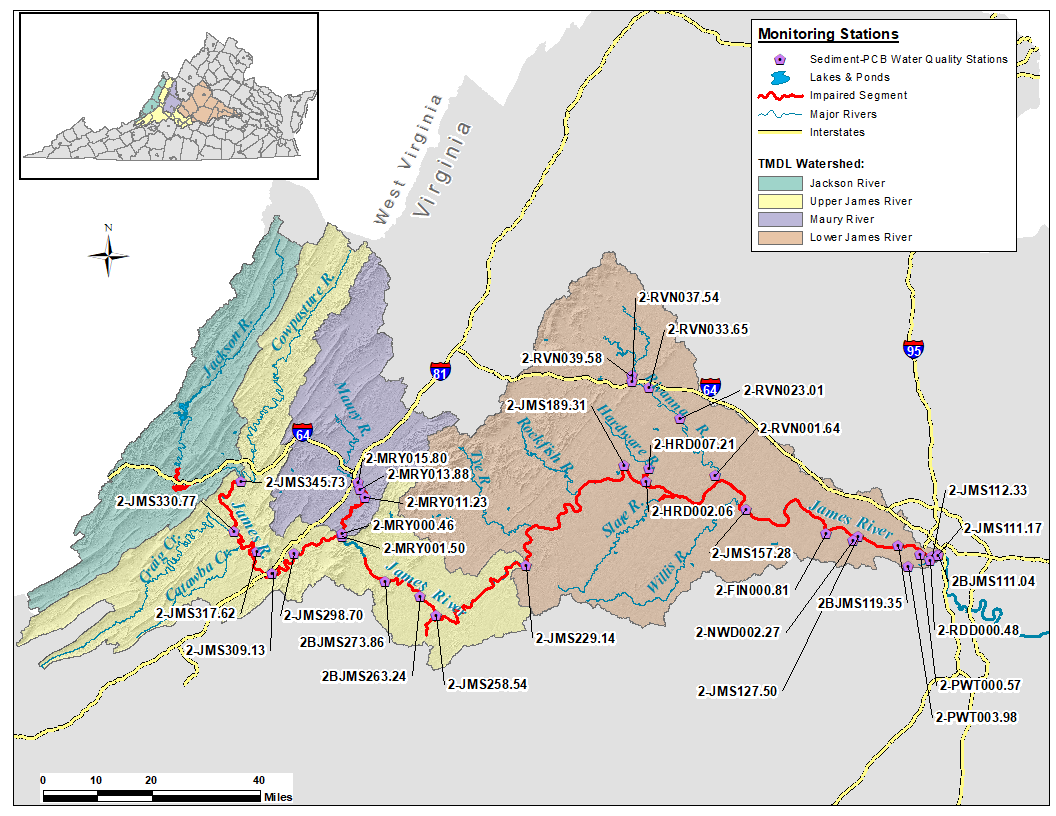 Monitoring Stations
Sediment-PCB Water Quality Stations
Lakes & Ponds
Impaired Segment
Major Rivers
Interstates
TMDL Watershed:
Jackson River
Upper James River
Maury River
Lower James River
West Virginia
Virginia
N
Jackson R.
Cowpasture R.
Maury R.
81
64
95
64
2-RVN037.54
2-RVN033.65
2-RVN039.58
2-RVN023.01
2-JMS189.31
2-RVN001.64
Rivanna R.
Hardware R.
Rockfish R.
Tye R.
2-HRD007.21
2-MRY015.80
2-MRY013.88
2-JMS345.73
2-MRY011.23
2-JMS330.77
2-HRD002.06
2-JMS112.33
James R.
2-MRY000.46
Slate R.
James River
2-JMS111.17
2-MRY001.50
2-JMS157.28
Craig Cr.
Catawba Cr.
James River
Willis R.
2-FIN000.81
2BJMS111.04
2-JMS317.62
2-JMS298.70
2BJMS119.35
2-JMS309.13
2BJMS273.86
2-JMS229.14
2-NWD002.27
2-RDD000.48
2BJMS263.24
2-JMS258.54
2-JMS127.50
2-PWT000.57
2-PWT003.98
0 10 20 40
Miles